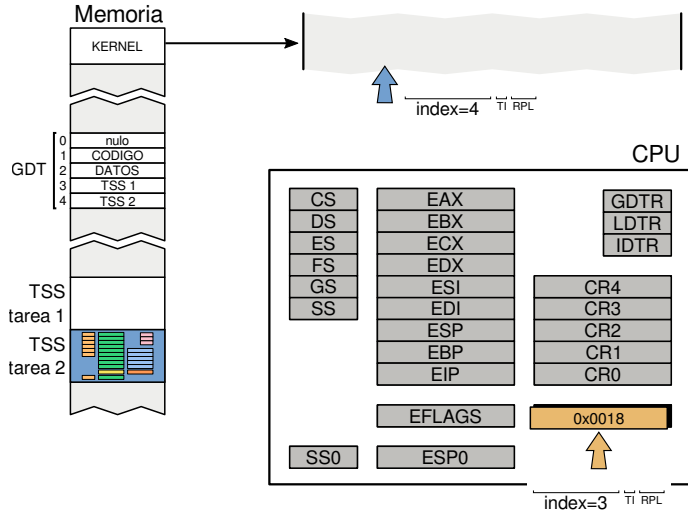 Memoria
KERNEL
index=4 TI RPL
GDT
0 nulo
1 CODIGO
2 DATOS
3 TSS 1
4 TSS 2
TSS
tarea 1
TSS
tarea 2
CPU
CS EAX GDTR
DS EBX LDTR
ES ECX IDTR
FS EDX
GS ESI CR4
SS EDI CR3
ESP CR2
EBP CR1
EIP CR0
EFLAGS 0x0018
SS0 ESP0
index=3 TI RPL